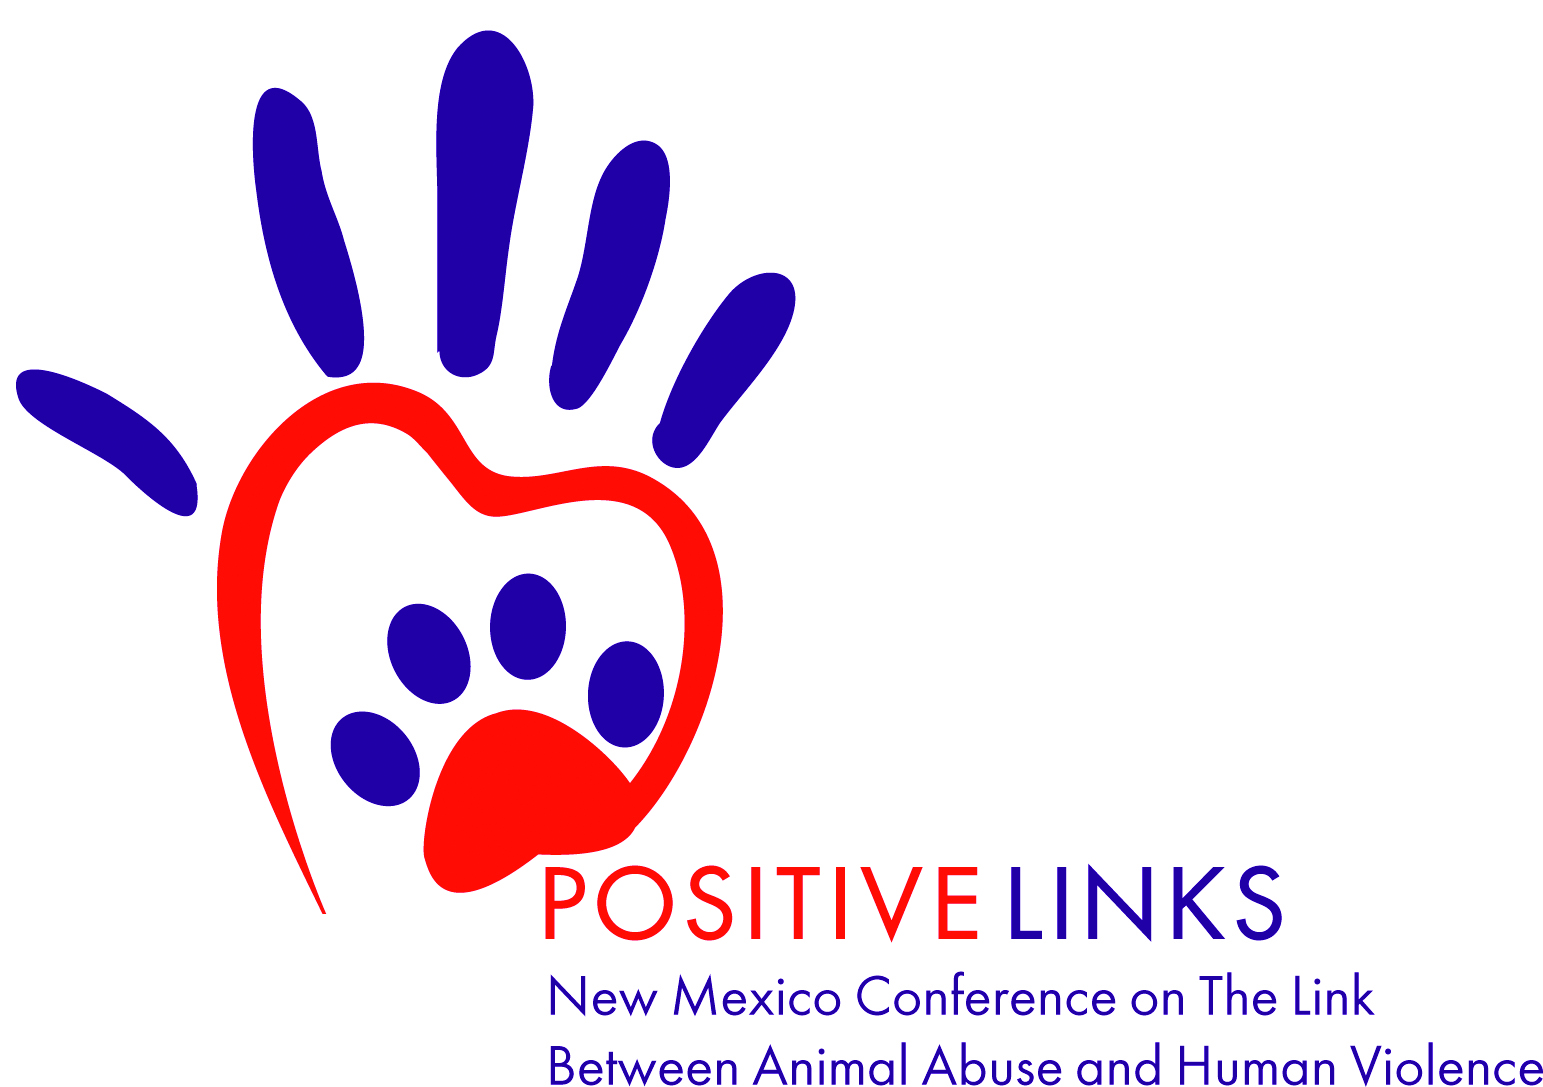 POSITIVE LINKS
New Mexico Conference on The Link
Between Animal Abuse and Human Violence